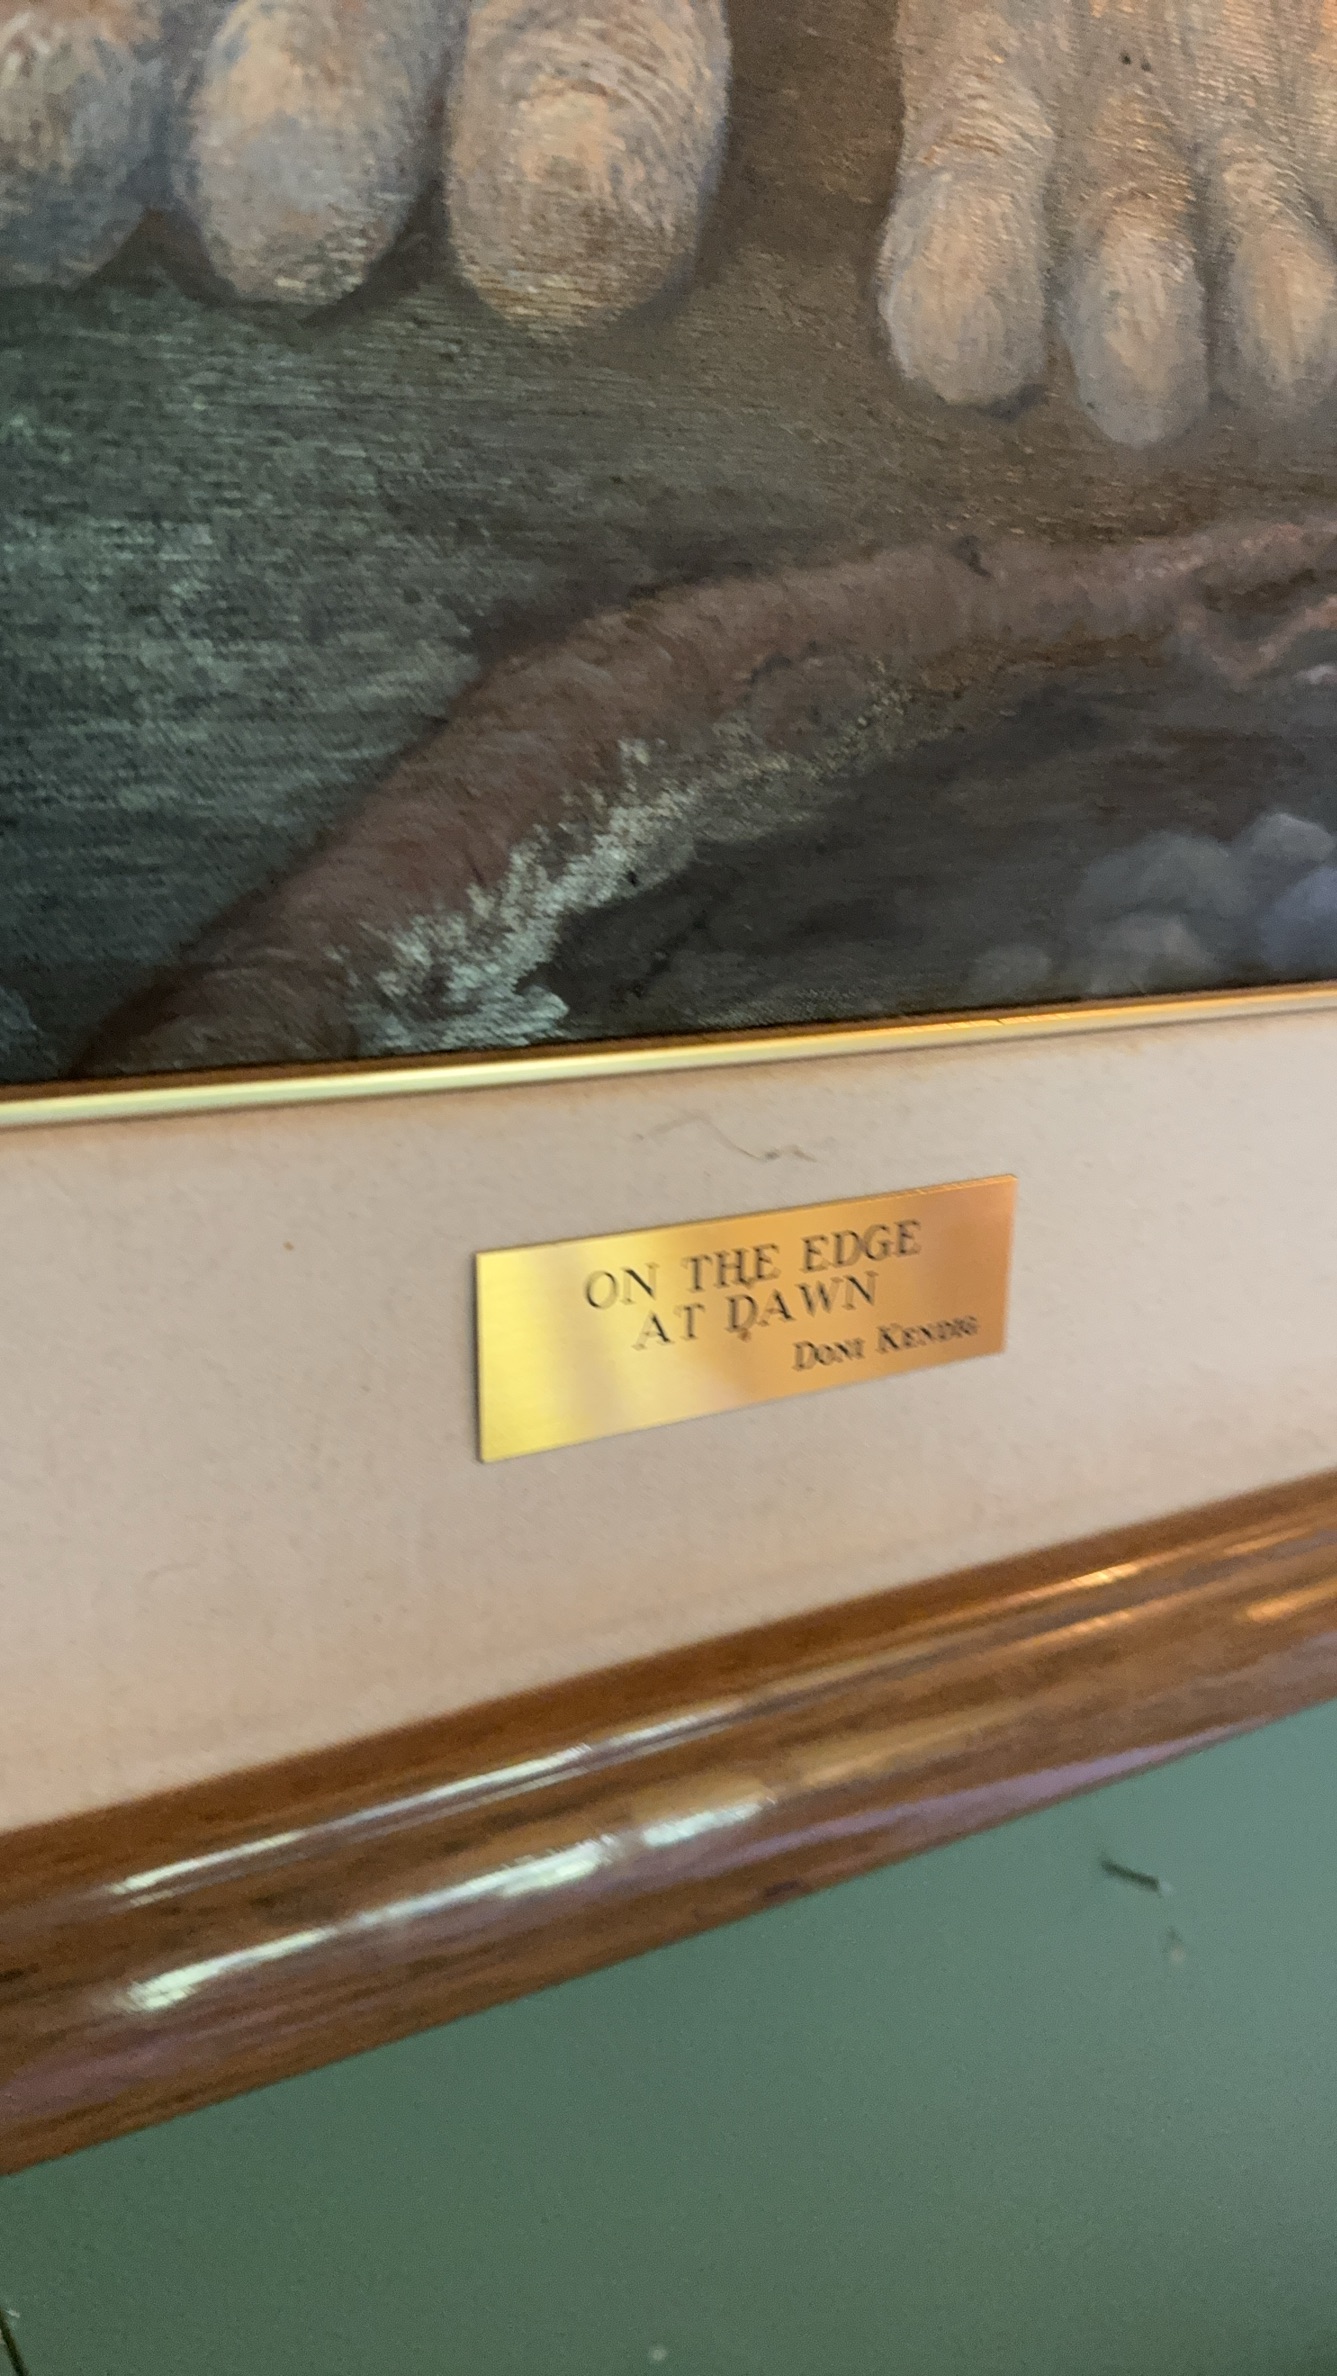 ON THE EDGE
AT DAWN
DONI KENDIG